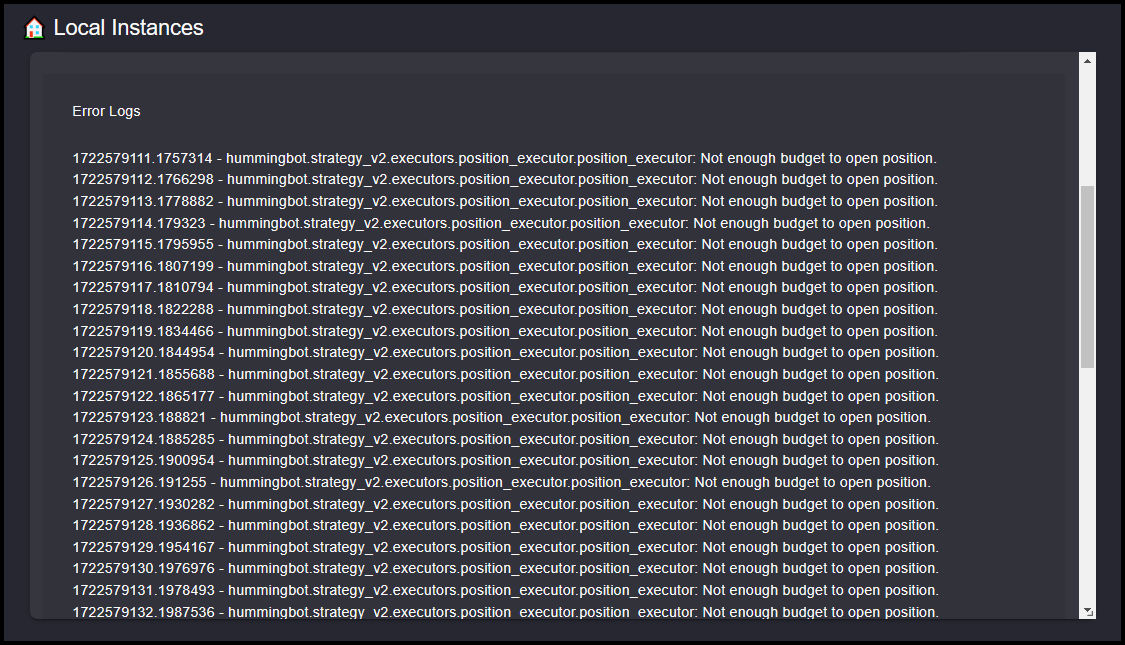 Local Instances
Error Logs
1722579111.1757314 - hummingbot.strategy_v2.executors.position_executor.position_executor: Not enough budget to open position.
1722579112.1766298 - hummingbot.strategy_v2.executors.position_executor.position_executor: Not enough budget to open position.
1722579113.1778882 - hummingbot.strategy_v2.executors.position_executor.position_executor: Not enough budget to open position.
1722579114.179323 - hummingbot.strategy_v2.executors.position_executor.position_executor: Not enough budget to open position.
1722579115.1795955 - hummingbot.strategy_v2.executors.position_executor.position_executor: Not enough budget to open position.
1722579116.1807199 - hummingbot.strategy_v2.executors.position_executor.position_executor: Not enough budget to open position.
1722579117.1810794 - hummingbot.strategy_v2.executors.position_executor.position_executor: Not enough budget to open position.
1722579118.1822288 - hummingbot.strategy_v2.executors.position_executor.position_executor: Not enough budget to open position.
1722579119.1834466 - hummingbot.strategy_v2.executors.position_executor.position_executor: Not enough budget to open position.
1722579120.1844954 - hummingbot.strategy_v2.executors.position_executor.position_executor: Not enough budget to open position.
1722579121.1855688 - hummingbot.strategy_v2.executors.position_executor.position_executor: Not enough budget to open position.
1722579122.1865177 - hummingbot.strategy_v2.executors.position_executor.position_executor: Not enough budget to open position.
1722579123.188821 - hummingbot.strategy_v2.executors.position_executor.position_executor: Not enough budget to open position.
1722579124.1885285 - hummingbot.strategy_v2.executors.position_executor.position_executor: Not enough budget to open position.
1722579125.1900954 - hummingbot.strategy_v2.executors.position_executor.position_executor: Not enough budget to open position.
1722579126.191255 - hummingbot.strategy_v2.executors.position_executor.position_executor: Not enough budget to open position.
1722579127.1930282 - hummingbot.strategy_v2.executors.position_executor.position_executor: Not enough budget to open position.
1722579128.1936862 - hummingbot.strategy_v2.executors.position_executor.position_executor: Not enough budget to open position.
1722579129.1954167 - hummingbot.strategy_v2.executors.position_executor.position_executor: Not enough budget to open position.
1722579130.1976976 - hummingbot.strategy_v2.executors.position_executor.position_executor: Not enough budget to open position.
1722579131.1978493 - hummingbot.strategy_v2.executors.position_executor.position_executor: Not enough budget to open position.
1722579132.1987536 - hummingbot.strategy_v2.executors.position_executor.position_executor: Not enough budget to open position.